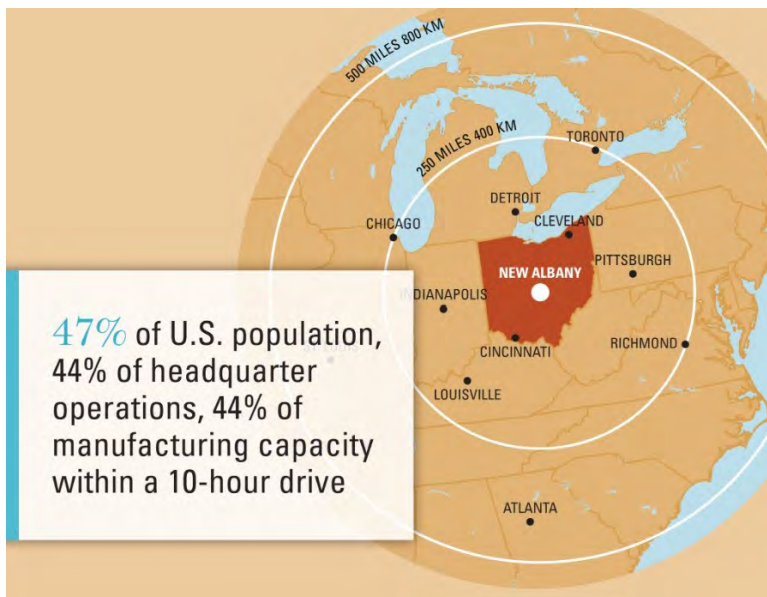 500 MILES 800 KM
250 MILES 400 KM
TORONTO
DETROIT
CHICAGO
CLEVELAND
PITTSBURGH
NEW ALBANY
INDIANAPOLIS
RICHMOND
CINCINNATI
LOUISVILLE
ATLANTA
47% of U.S. population,
44% of headquarter
operations, 44% of
manufacturing capacity
within a 10-hour drive